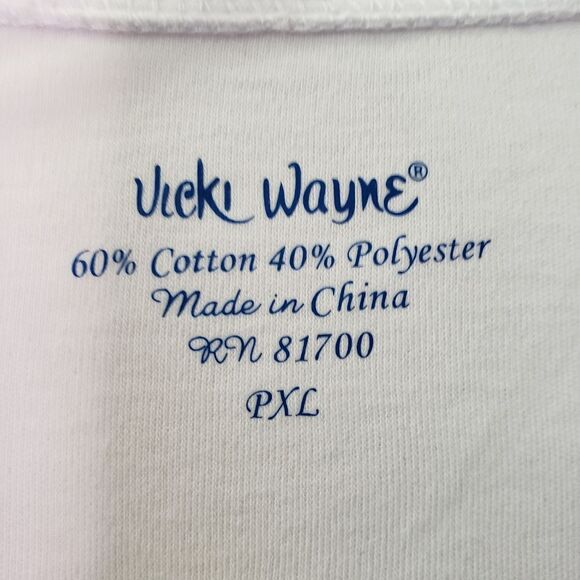 Vicki Wayne®
60% Cotton 40% Polyester
Made in China
RN 81700
PXL